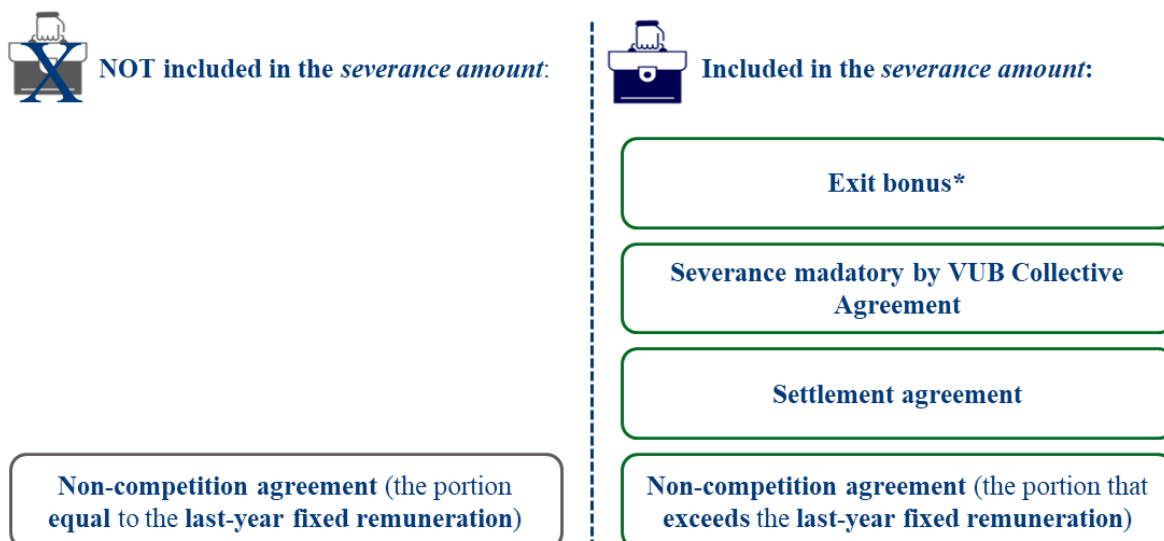 X
NOT included in the severance amount:
Included in the severance amount:
Exit bonus*
Severance madatory by VUB Collective
Agreement
Settlement agreement
Non-competition agreement (the portion
equal to the last-year fixed remuneration)
Non-competition agreement (the portion that
exceeds the last-year fixed remuneration)